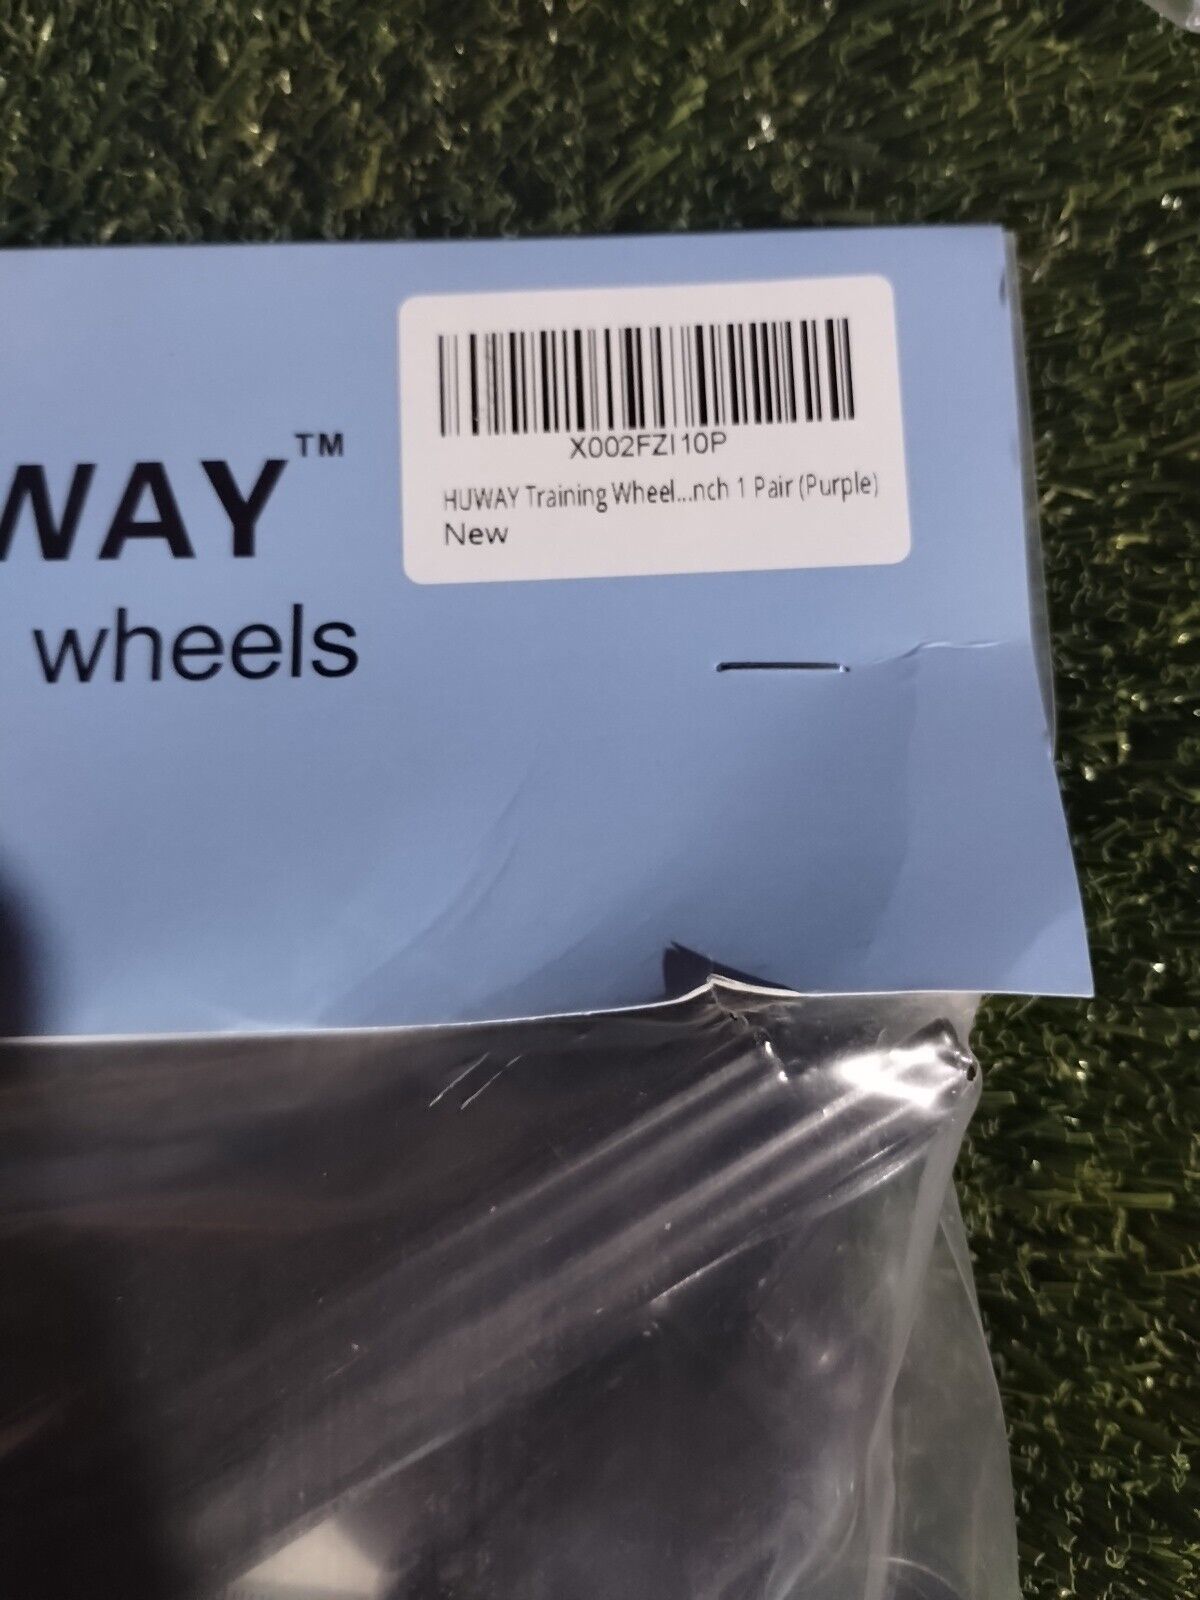 X002FZI10P
HUWAY Training Wheel...nch 1 Pair (Purple)
New
WAY™
wheels